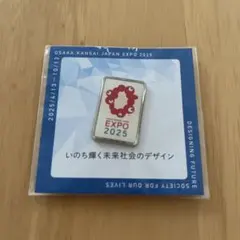 OSAKA KANSAI JAPAN EXPO 2025
2025/4/13-10/13
EXPO
2025
いのち輝く未来社会のデザイン
DESIGNING FUTURE
SOCIETY FOR OUR LIVES